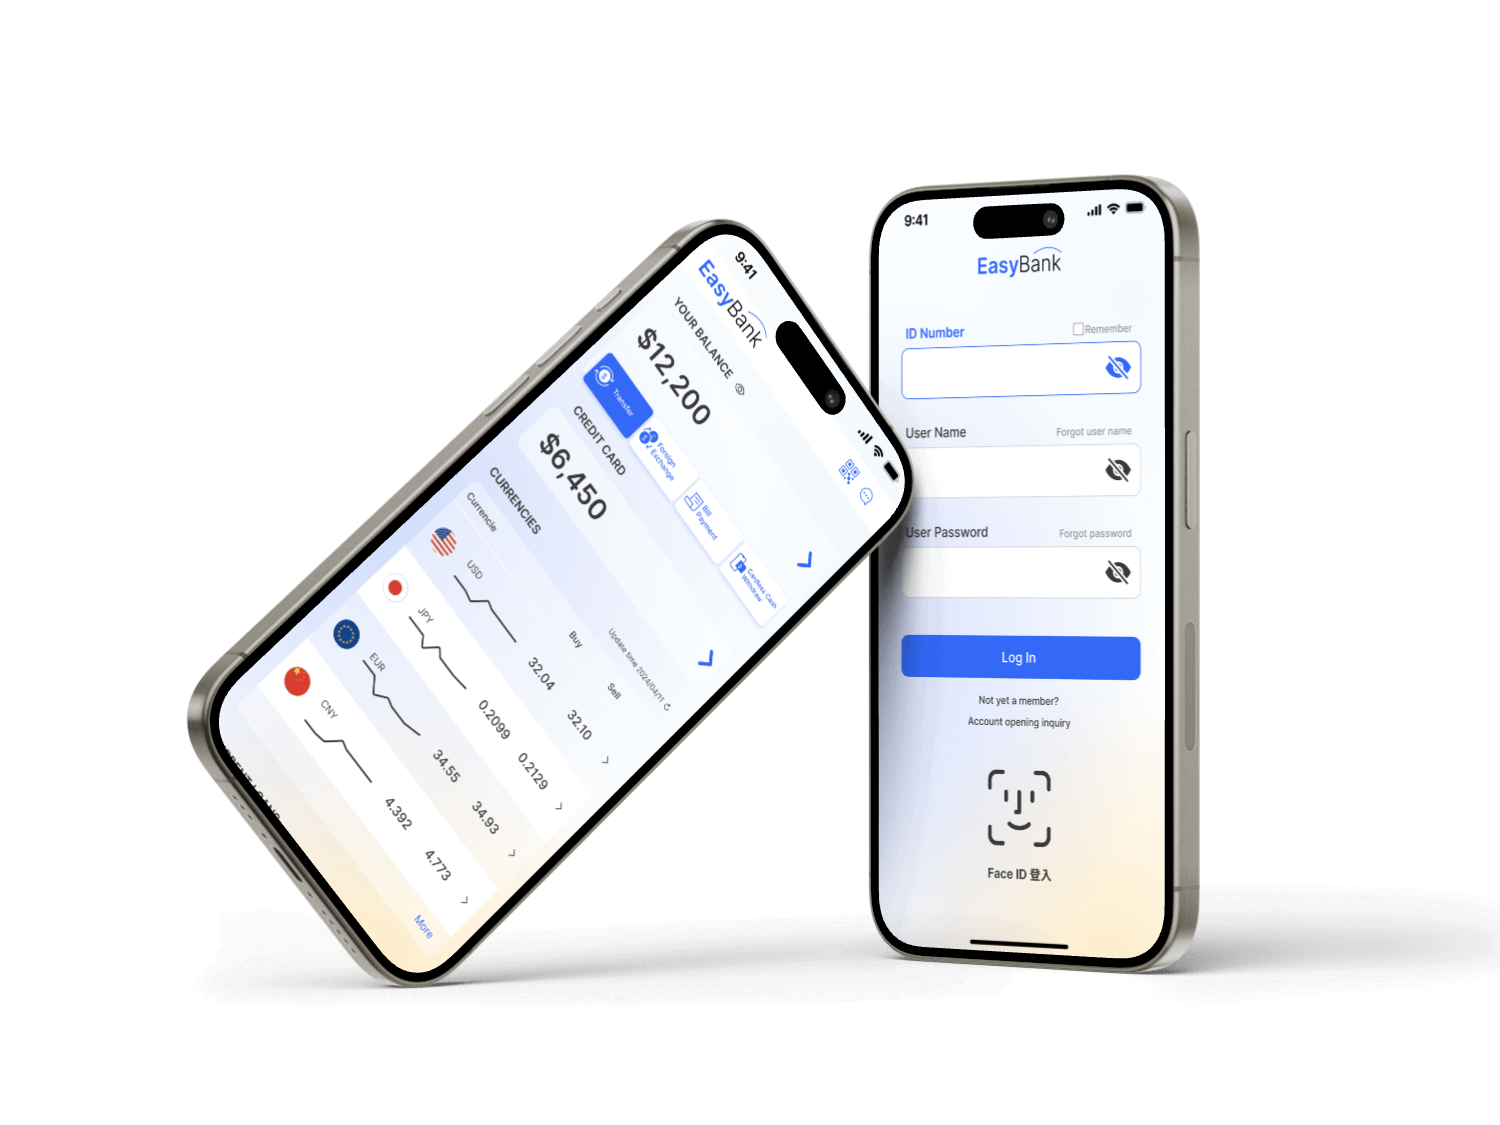 9:41
EasyBank
YOUR BALANCE
$12,200
Transfer
Foreign
Exchange
Bill
Payment
Cardless Cash
Witdraw
CREDIT CARD
$6,450
CURRENCIES
Update time 2024/04/11
Currencie
Buy
Sell
USD
32.04
32.10
JPY
0.2099
0.2129
EUR
34.55
34.93
CNY
4.392
4.773
More
9:41
EasyBank
ID Number
Remember
User Name
Forgot user name
User Password
Forgot password
Log In
Not yet a member?
Account opening inquiry
Face ID 登入